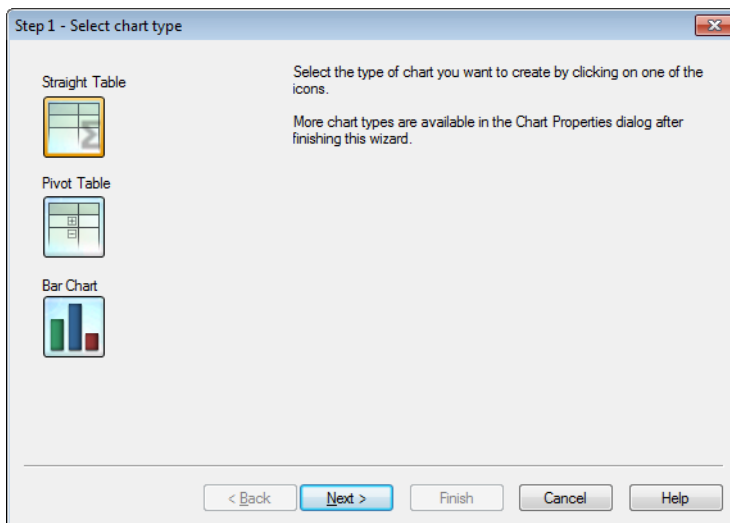 Step 1 - Select chart type
Straight Table
Select the type of chart you want to create by clicking on one of the
icons.
More chart types are available in the Chart Properties dialog after
finishing this wizard.
Pivot Table
Bar Chart
< Back
Next >
Finish
Cancel
Help